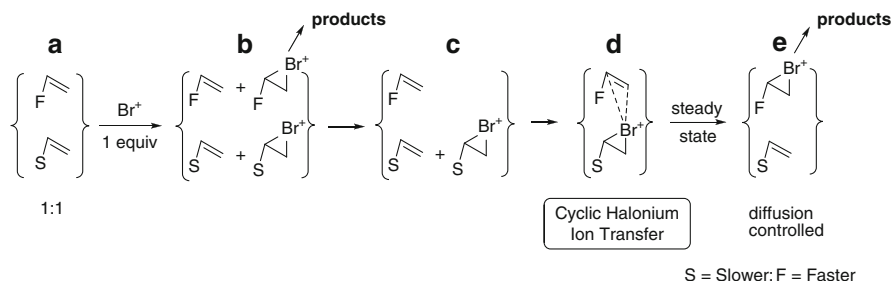 products
products
a b c d e
F Br+ F + F Br+ F F F Br+
Br+
1 equiv
steady
state
S S + S Br+ S + S Br+ S Br+ S
1:1
Cyclic Halonium
Ion Transfer
diffusion
controlled
S = Slower; F = Faster